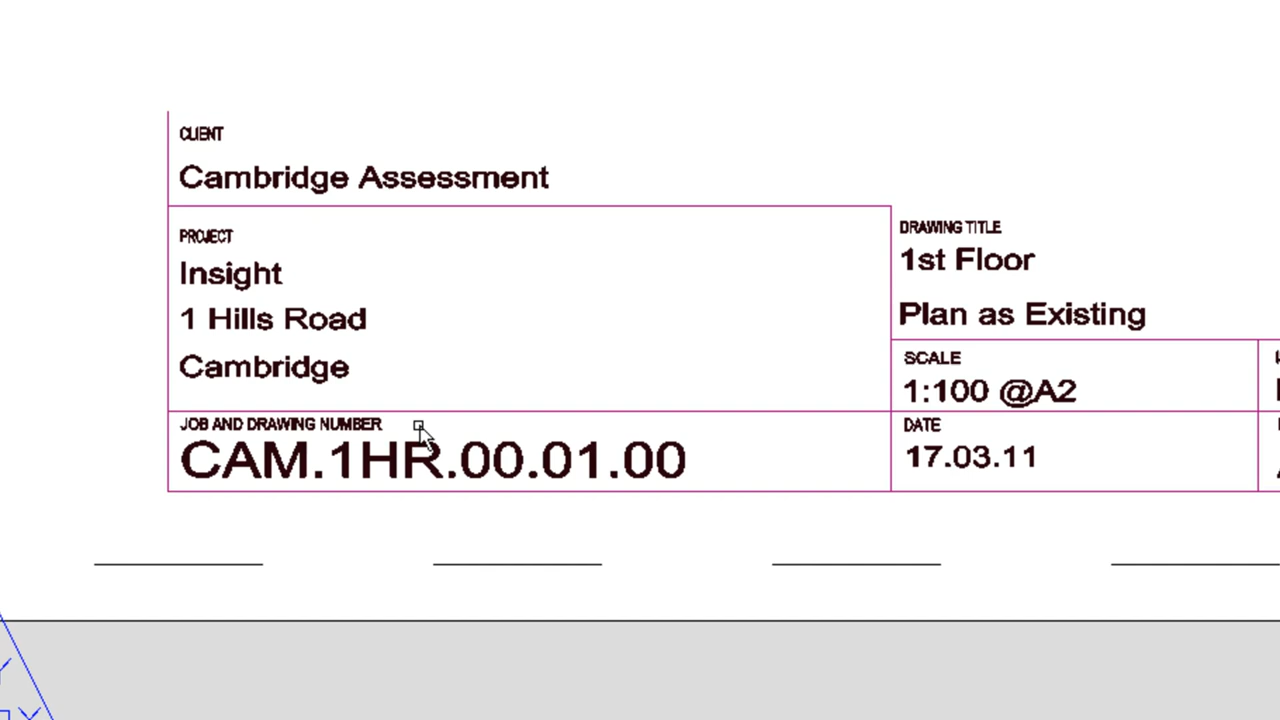 CLIENT
Cambridge Assessment
PROJECT
Insight
1 Hills Road
Cambridge
JOB AND DRAWING NUMBER
CAM.1HR.00.01.00
DRAWING TITLE
1st Floor
Plan as Existing
SCALE
1:100 @A2
DATE
17.03.11
Y
X